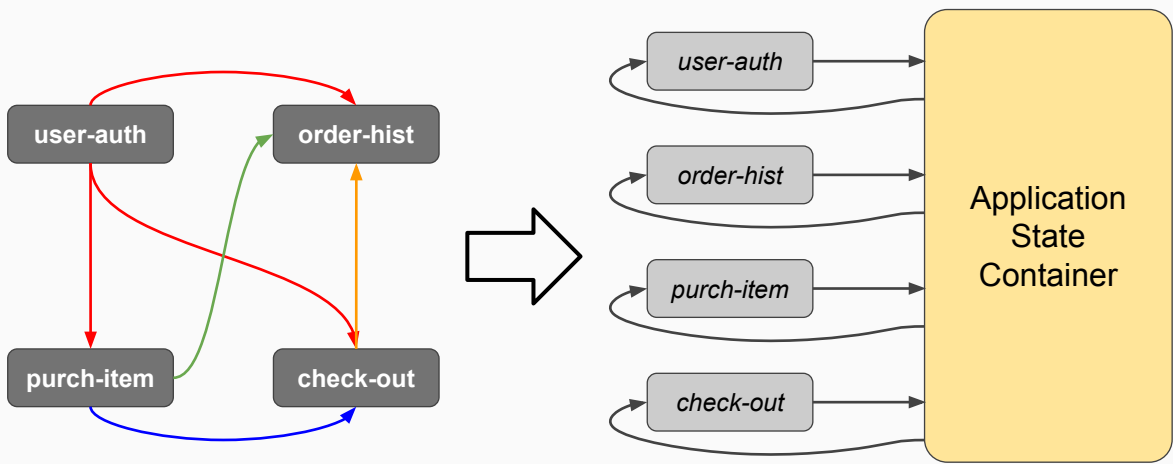 user-auth
order-hist
purch-item
check-out
user-auth
order-hist
purch-item
check-out
Application
State
Container